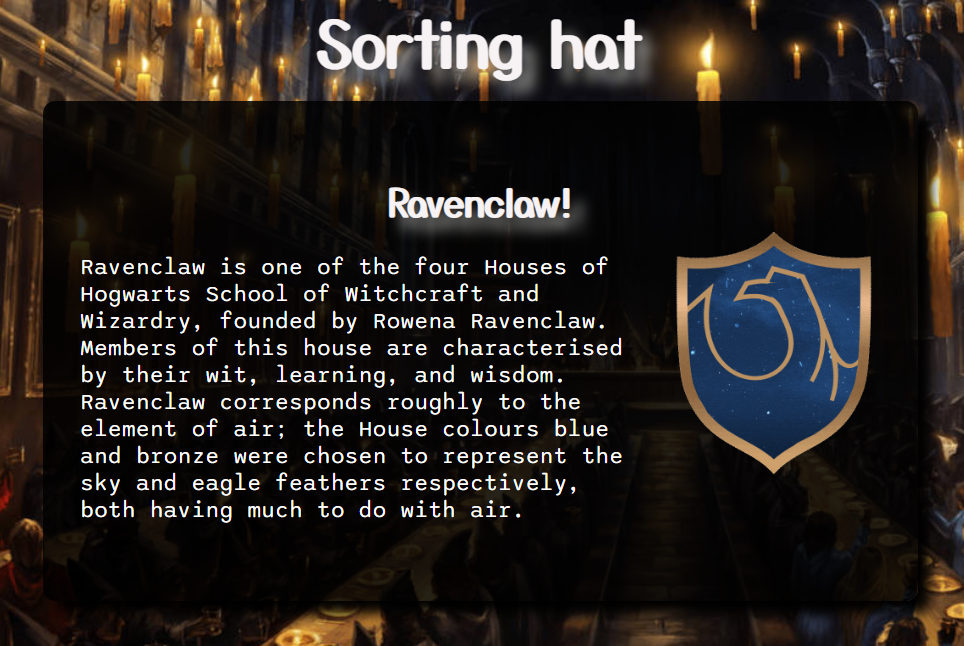 Sorting hat
Ravenclaw!
Ravenclaw is one of the four Houses of
Hogwarts School of Witchcraft and
Wizardry, founded by Rowena Ravenclaw.
Members of this house are characterised
by their wit, learning, and wisdom.
Ravenclaw corresponds roughly to the
element of air; the House colours blue
and bronze were chosen to represent the
sky and eagle feathers respectively,
both having much to do with air.